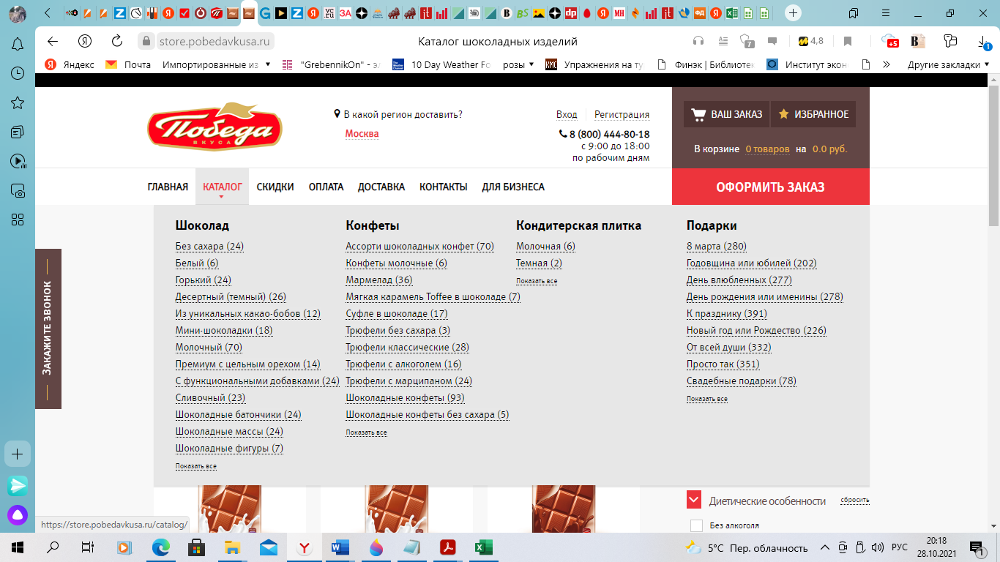 store.pobedavkusa.ru
Каталог шоколадных изделий
7
4,8
+5
1
Яндекс
Почта
Импортированные из
"GrebennikOn" - эл
10 Day Weather Fo
розы
КМС
Упражнения на ту
Финэк | Библиотек
Институт экон
Другие закладки
Победа
ВКУСА
В какой регион доставить?
Москва
Вход
Регистрация
8 (800) 444-80-18
с 9:00 до 18:00
по рабочим дням
ВАШ ЗАКАЗ
ИЗБРАННОЕ
В корзине 0 товаров на 0.0 руб.
ГЛАВНАЯ
КАТАЛОГ
СКИДКИ
ОПЛАТА
ДОСТАВКА
КОНТАКТЫ
ДЛЯ БИЗНЕСА
ОФОРМИТЬ ЗАКАЗ
ЗАКАЖИТЕ ЗВОНОК
Шоколад
Без сахара (24)
Белый (6)
Горький (24)
Десертный (темный) (26)
Из уникальных какао-бобов (12)
Мини-шоколадки (18)
Молочный (70)
Премиум с цельным орехом (14)
С функциональными добавками (24)
Сливочный (23)
Шоколадные батончики (24)
Шоколадные массы (24)
Шоколадные фигуры (7)
Показать все
Конфеты
Ассорти шоколадных конфет (70)
Конфеты молочные (6)
Мармелад (36)
Мягкая карамель Toffee в шоколаде (7)
Суфле в шоколаде (17)
Трюфели без сахара (3)
Трюфели классические (28)
Трюфели с алкоголем (16)
Трюфели с марципаном (24)
Шоколадные конфеты (93)
Шоколадные конфеты без сахара (5)
Показать все
Кондитерская плитка
Молочная (6)
Темная (2)
Показать все
Подарки
8 марта (280)
Годовщина или юбилей (202)
День влюбленных (277)
День рождения или именины (278)
К празднику (391)
Новый год или Рождество (226)
От всей души (332)
Просто так (351)
Свадебные подарки (78)
Показать все
Диетические особенности
сбросить
Без алкоголя
https://store.pobedavkusa.ru/catalog/
5°C Пер. облачность
РУС
20:18
28.10.2021
1